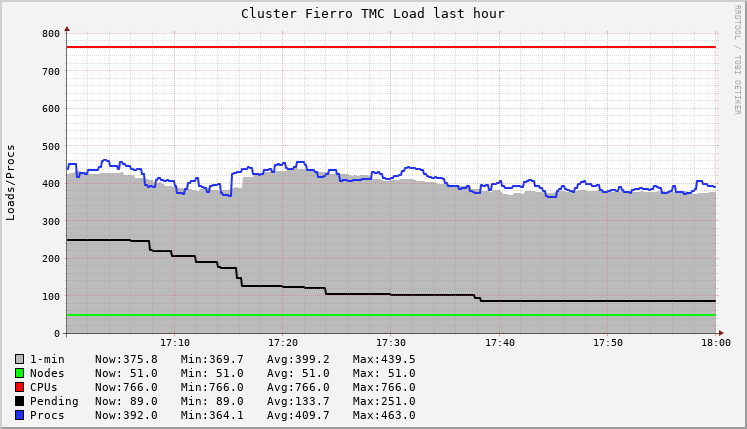 Cluster Fierro TMC Load last hour
RRDTOOL / TOBI OETIKER
Loads/Procs
800
700
600
500
400
300
200
100
0
17:10 17:20 17:30 17:40 17:50 18:00
1-min Now:375.8 Min:369.7 Avg:399.2 Max:439.5
Nodes Now: 51.0 Min: 51.0 Avg: 51.0 Max: 51.0
CPUs Now:766.0 Min:766.0 Avg:766.0 Max:766.0
Pending Now: 89.0 Min: 89.0 Avg:133.7 Max:251.0
Procs Now:392.0 Min:364.1 Avg:409.7 Max:463.0